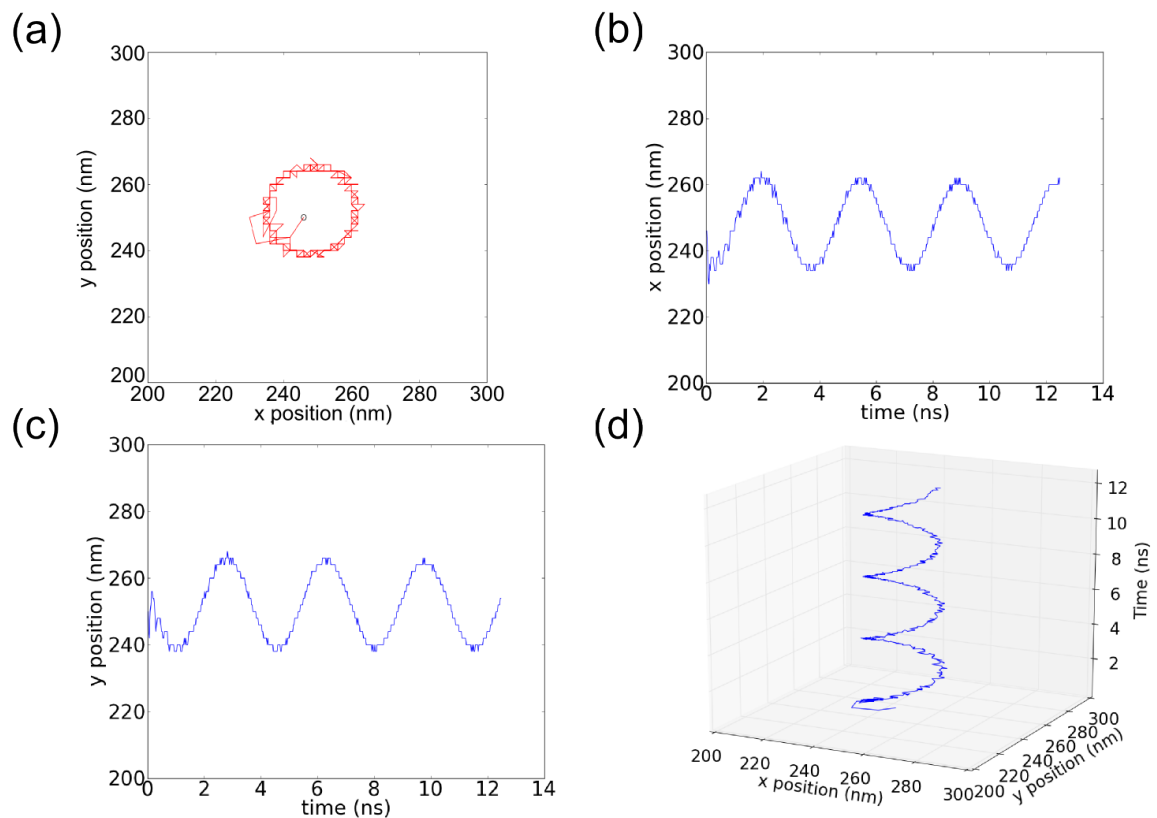 (a)
300
280
260
240
220
200
y position (nm)
200 220 240 260 280 300
x position (nm)
(b)
300
280
260
240
220
200
x position (nm)
0 2 4 6 8 10 12 14
time (ns)
(c)
300
280
260
240
220
200
y position (nm)
0 2 4 6 8 10 12 14
time (ns)
(d)
12
10
8
6
4
2
Time (ns)
200 220 240 260 280 300
x position (nm)
200 220 240 260 280 300
y position (nm)